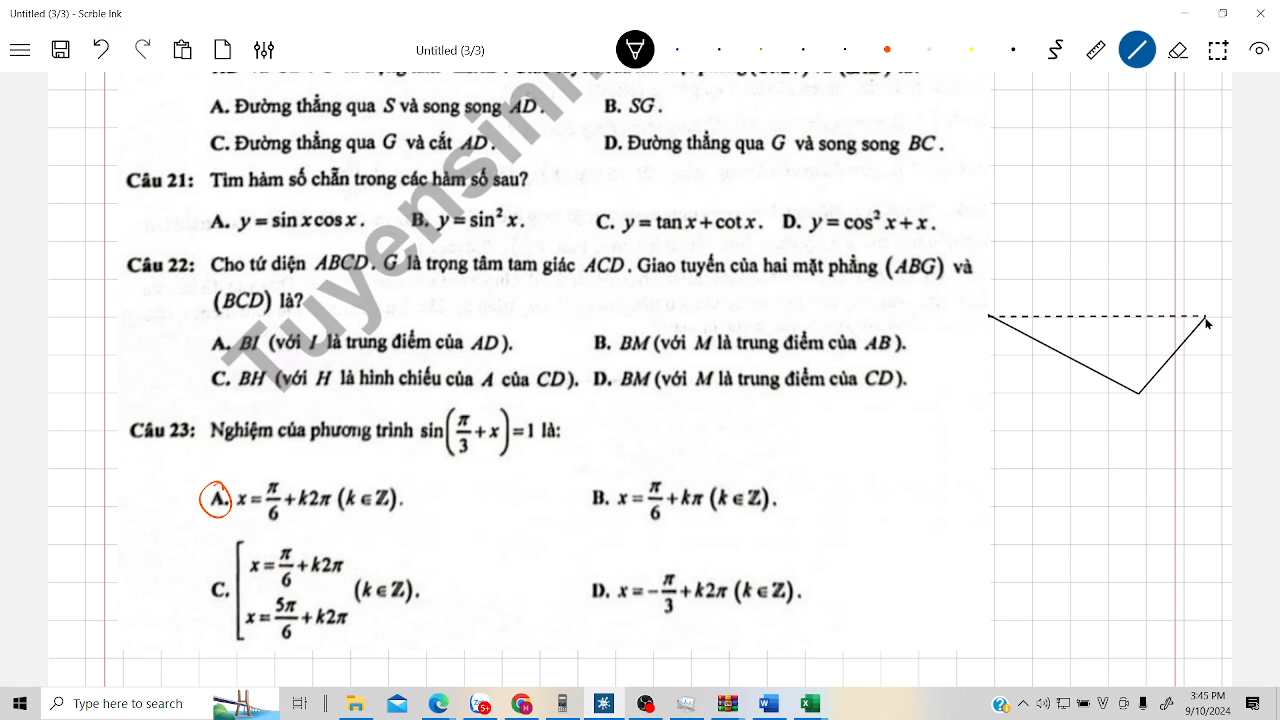 Untitled (3/3) - Scrble Ink
Untitled (3/3)
A. Đường thẳng qua S và song song AD.
B. SG.
C. Đường thẳng qua G và cắt AD.
D. Đường thẳng qua G và song song BC.
Câu 21: Tìm hàm số chẵn trong các hàm số sau?
A. y = sin x cos x. B. y = sin² x. C. y = tan x + cot x. D. y = cos² x + x.
Câu 22: Cho tứ diện ABCD. G là trọng tâm tam giác ACD. Giao tuyến của hai mặt phẳng (ABG) và
(BCD) là?
A. BI (với I là trung điểm của AD). B. BM (với M là trung điểm của AB).
C. BH (với H là hình chiếu của A của CD). D. BM (với M là trung điểm của CD).
Câu 23: Nghiệm của phương trình sin(π/3 + x) = 1 là:
A. x = π/6 + k2π (k ∈ ℤ). B. x = π/6 + kπ (k ∈ ℤ).
C. [x = π/6 + k2π
x = 5π/6 + k2π (k ∈ ℤ). D. x = -π/3 + k2π (k ∈ ℤ).
Tuyensinh
Type here to search
3:45 PM
9/10/2024